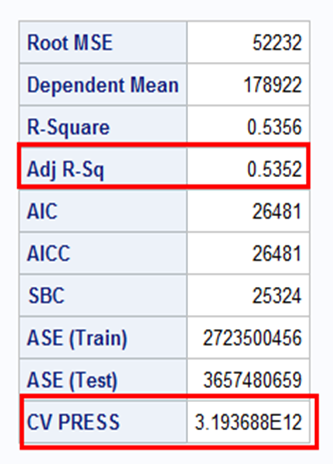 Root MSE 52232
Dependent Mean 178922
R-Square 0.5356
Adj R-Sq 0.5352
AIC 26481
AICC 26481
SBC 25324
ASE (Train) 2723500456
ASE (Test) 3657480659
CV PRESS 3.193688E12